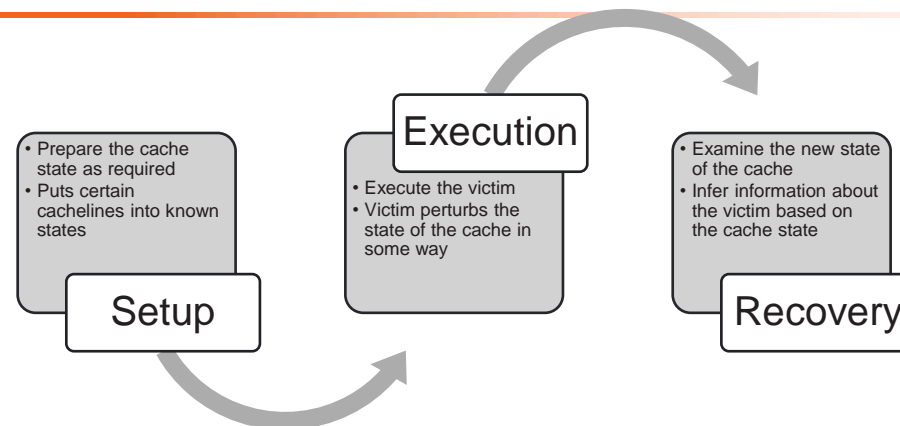 • Prepare the cache
state as required
• Puts certain
cachelines into known
states
Setup
Execution
• Execute the victim
• Victim perturbs the
state of the cache in
some way
• Examine the new state
of the cache
• Infer information about
the victim based on
the cache state
Recovery